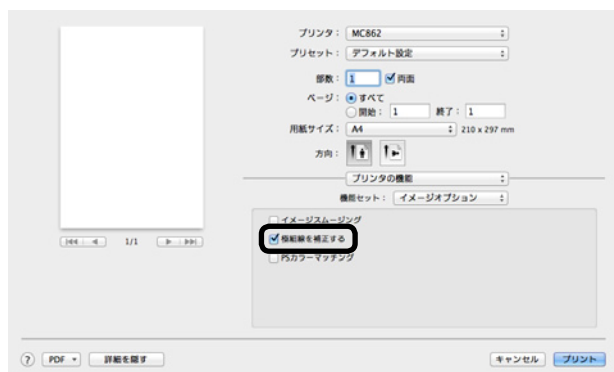 プリンタ： MC862
プリセット： デフォルト設定
部数： 1 両面
ページ： すべて
開始： 1 終了： 1
用紙サイズ： A4 210 x 297 mm
方向：
プリンタの機能
機能セット： イメージオプション
イメージスムージング
極細線を補正する
PSカラーマッチング
1/1
? PDF 詳細を隠す キャンセル プリント